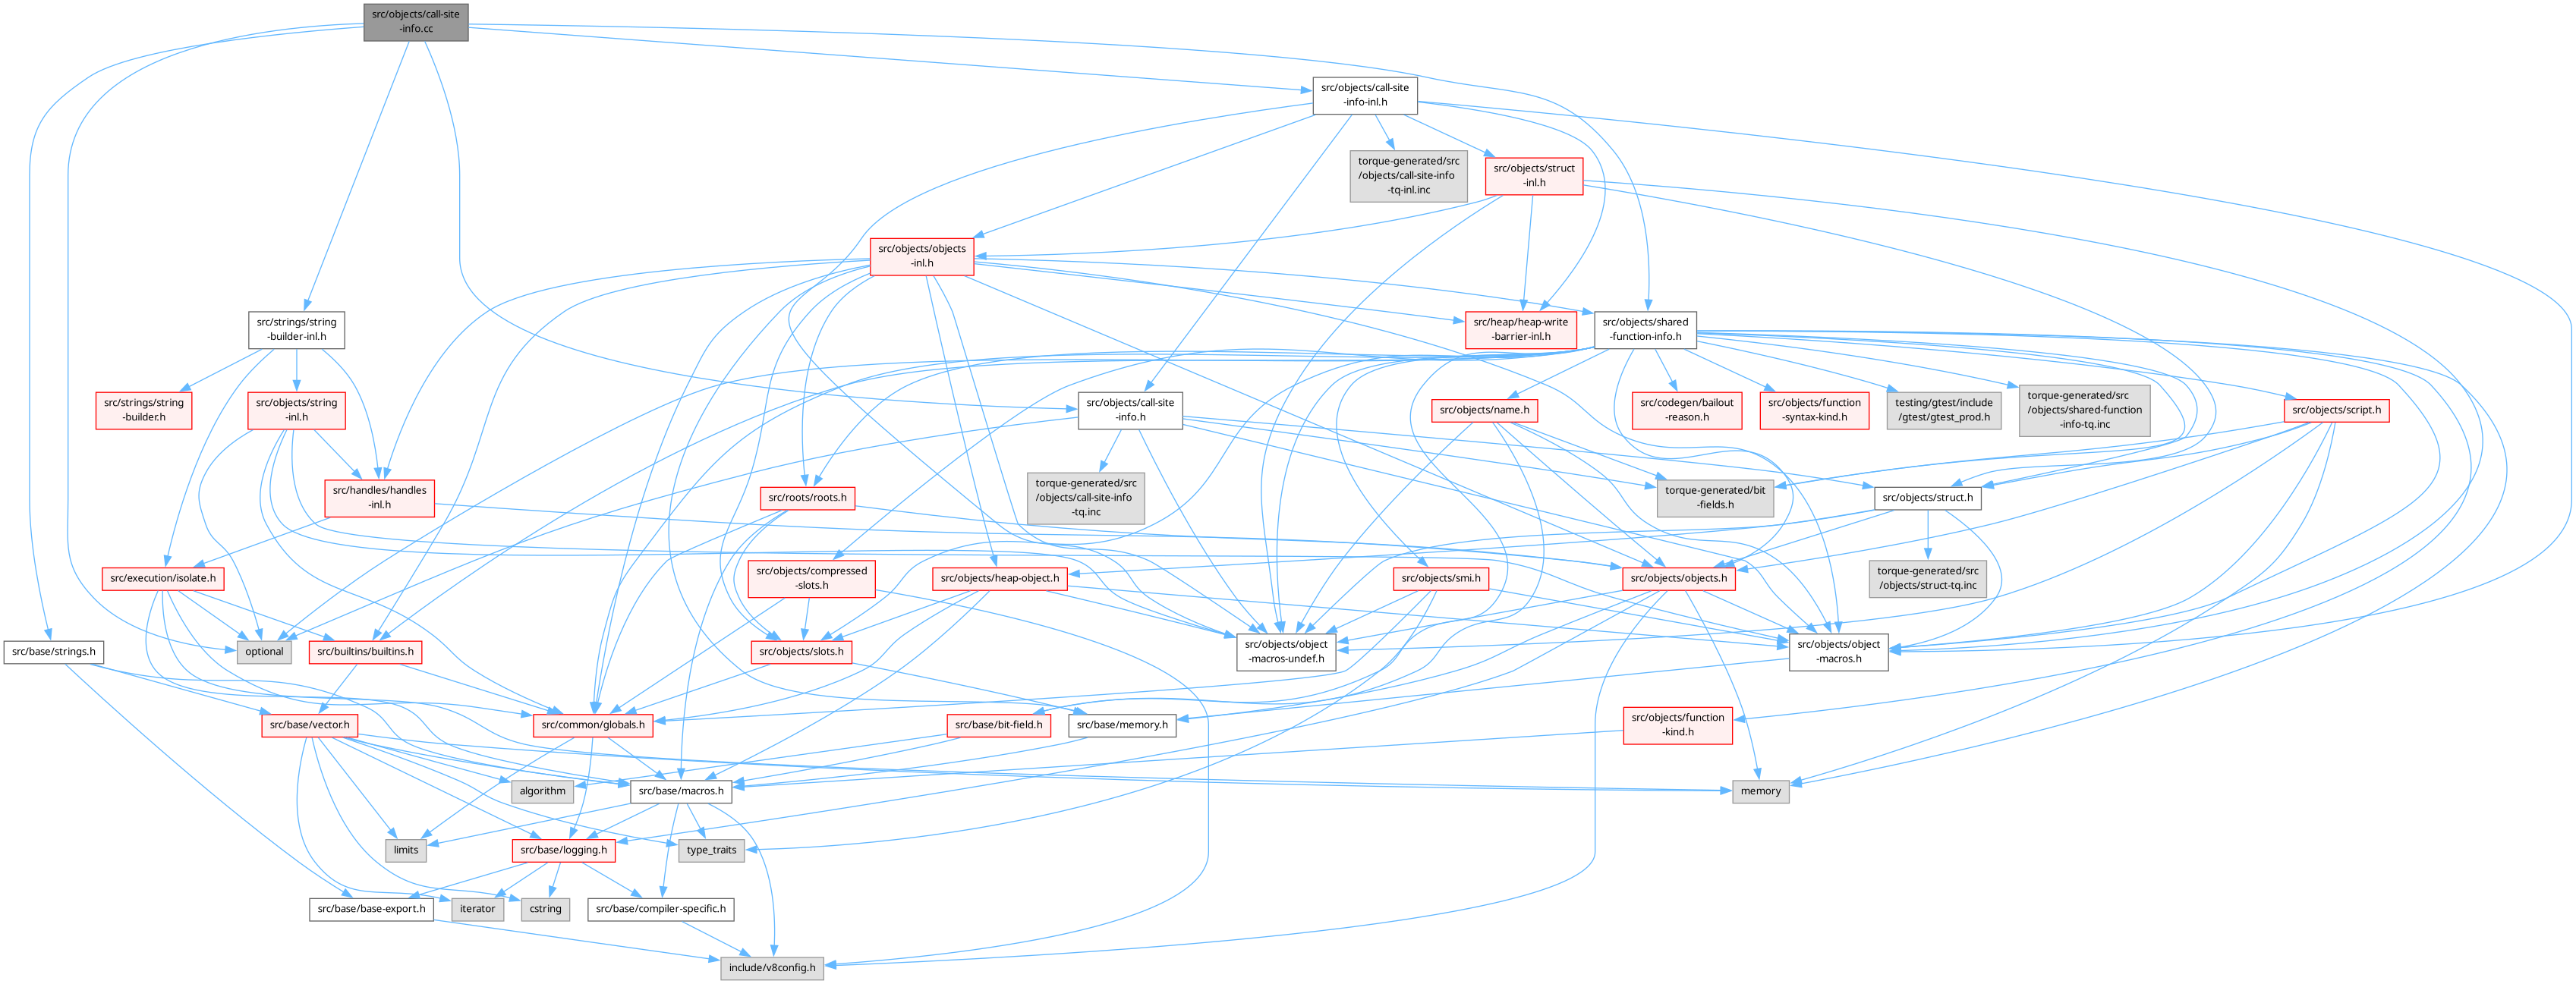 src/objects/call-site
-info.cc
src/objects/call-site
-info-inl.h
torque-generated/src
/objects/call-site-info
-tq-inl.inc
src/objects/struct
-inl.h
src/objects/objects
-inl.h
src/strings/string
-builder-inl.h
src/heap/heap-write
-barrier-inl.h
src/objects/shared
-function-info.h
src/strings/string
-builder.h
src/objects/string
-inl.h
src/objects/call-site
-info.h
src/objects/name.h
src/codegen/bailout
-reason.h
src/objects/function
-syntax-kind.h
testing/gtest/include
/gtest/gtest_prod.h
torque-generated/src
/objects/shared-function
-info-tq.inc
src/objects/script.h
src/handles/handles
-inl.h
src/roots/roots.h
torque-generated/src
/objects/call-site-info
-tq.inc
torque-generated/bit
-fields.h
src/objects/struct.h
src/execution/isolate.h
src/objects/compressed
-slots.h
src/objects/heap-object.h
src/objects/smi.h
src/objects/objects.h
torque-generated/src
/objects/struct-tq.inc
src/base/strings.h
optional
src/builtins/builtins.h
src/objects/slots.h
src/objects/object
-macros-undef.h
src/objects/object
-macros.h
src/base/vector.h
src/common/globals.h
src/base/bit-field.h
src/base/memory.h
src/objects/function
-kind.h
algorithm
src/base/macros.h
memory
limits
src/base/logging.h
type_traits
src/base/base-export.h
iterator
cstring
src/base/compiler-specific.h
include/v8config.h